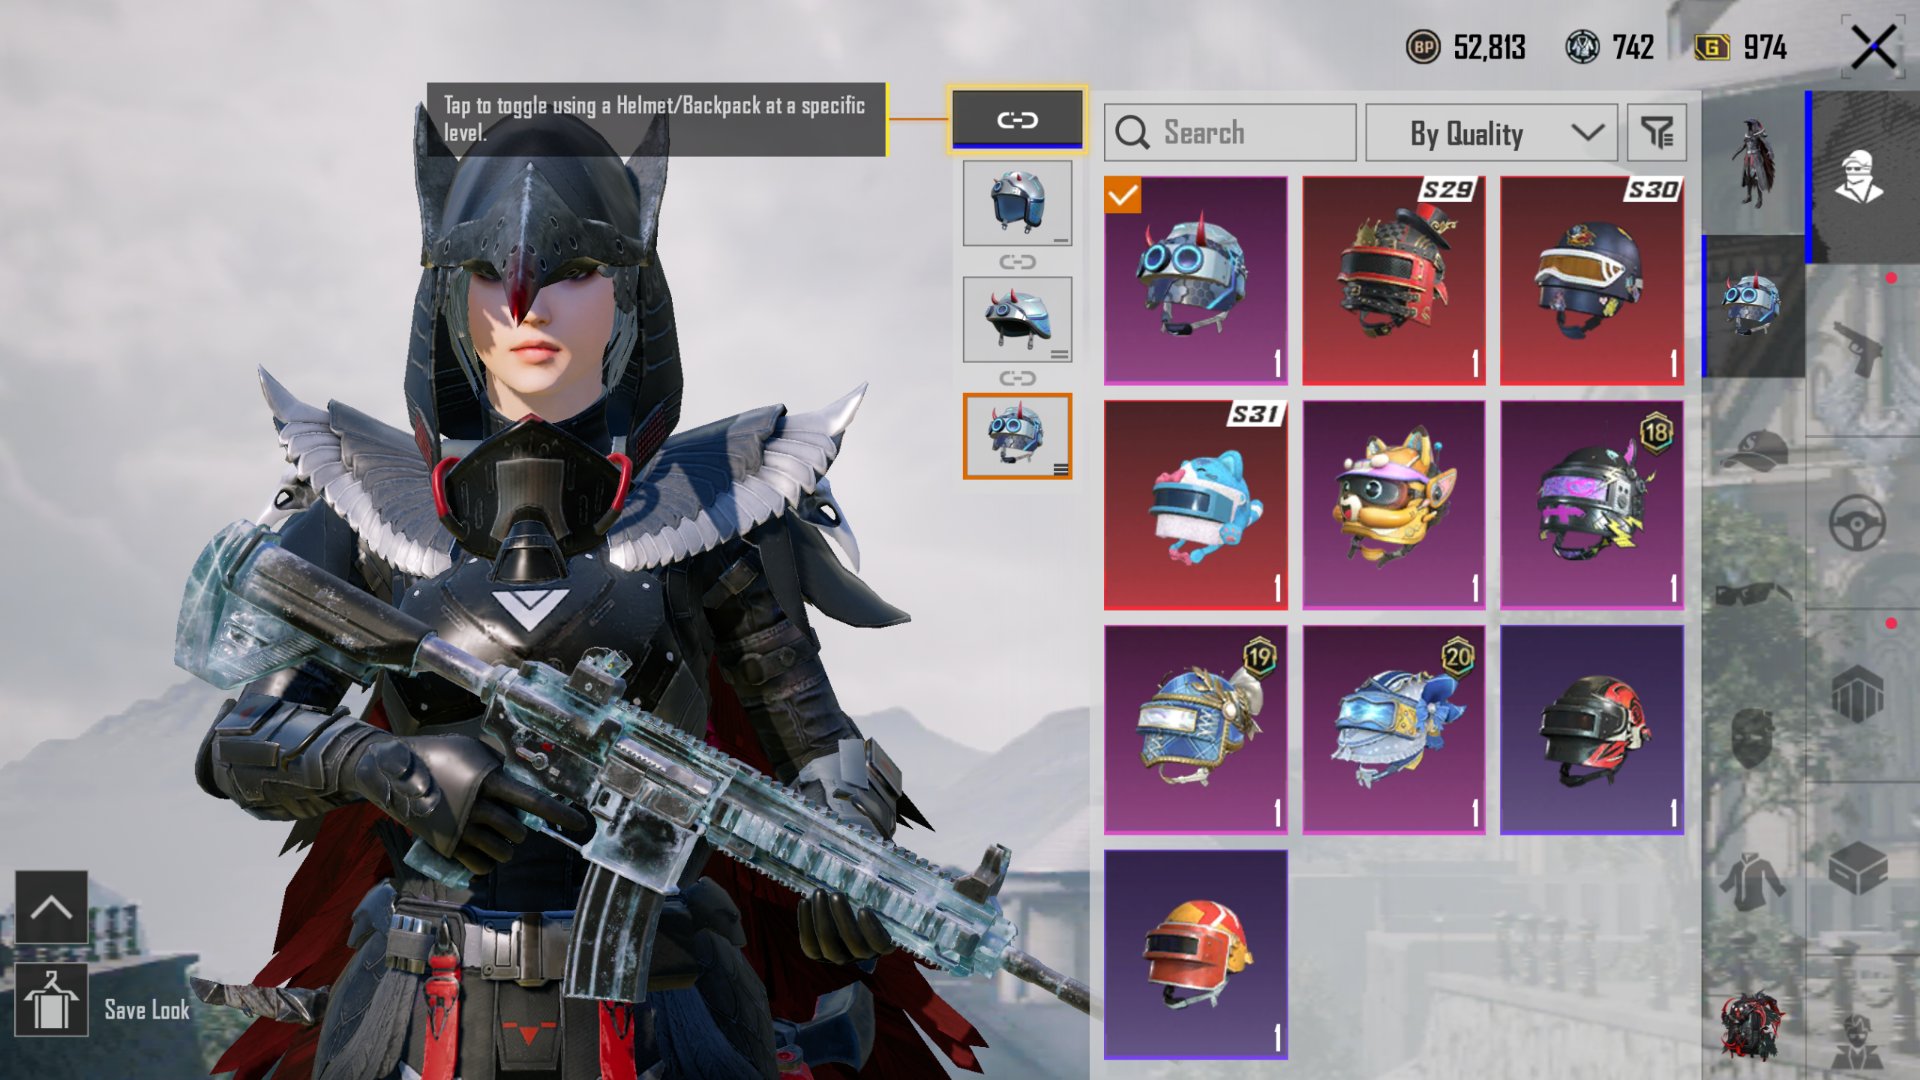 BP 52,813
742
G 974
Tap to toggle using a Helmet/Backpack at a specific
level.
Search
By Quality
1
S29
1
S30
1
S31
1
1
18
1
19
1
20
1
1
1
Save Look